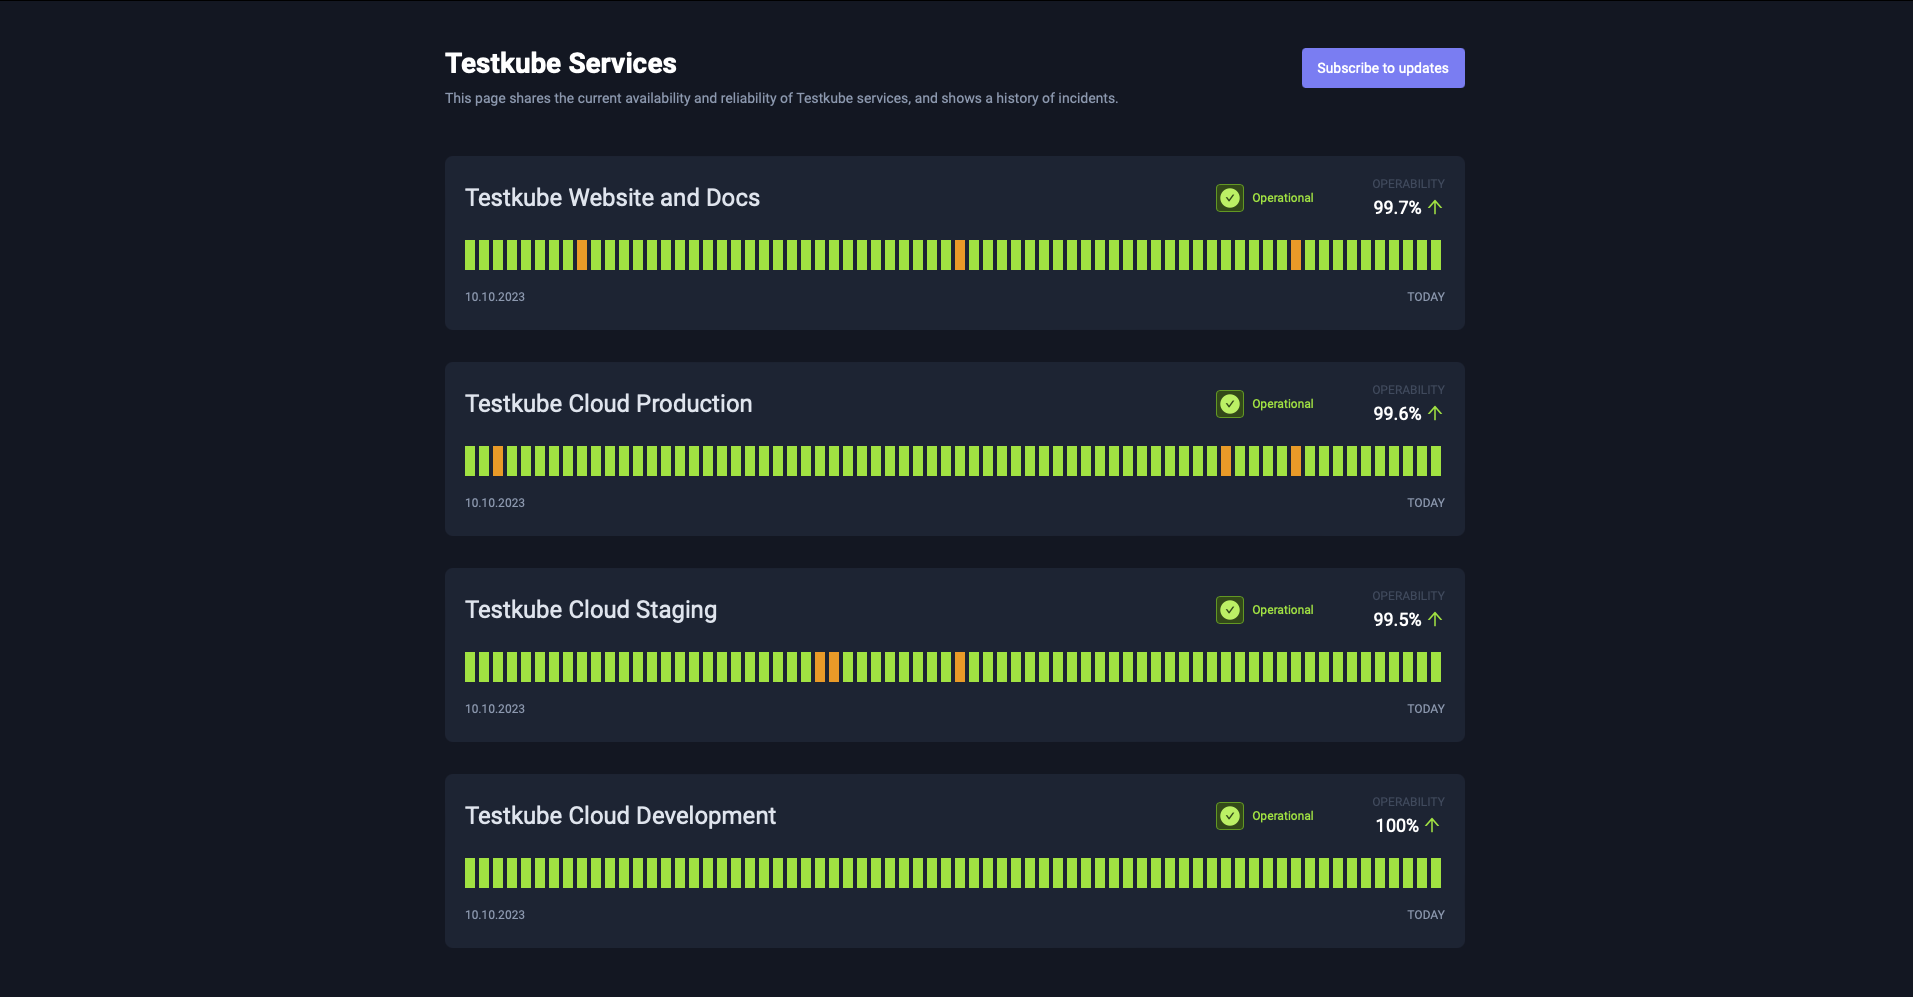 Testkube Services
Subscribe to updates
This page shares the current availability and reliability of Testkube services, and shows a history of incidents.
Testkube Website and Docs
Operational
OPERABILITY
99.7%
10.10.2023
TODAY
Testkube Cloud Production
Operational
OPERABILITY
99.6%
10.10.2023
TODAY
Testkube Cloud Staging
Operational
OPERABILITY
99.5%
10.10.2023
TODAY
Testkube Cloud Development
Operational
OPERABILITY
100%
10.10.2023
TODAY